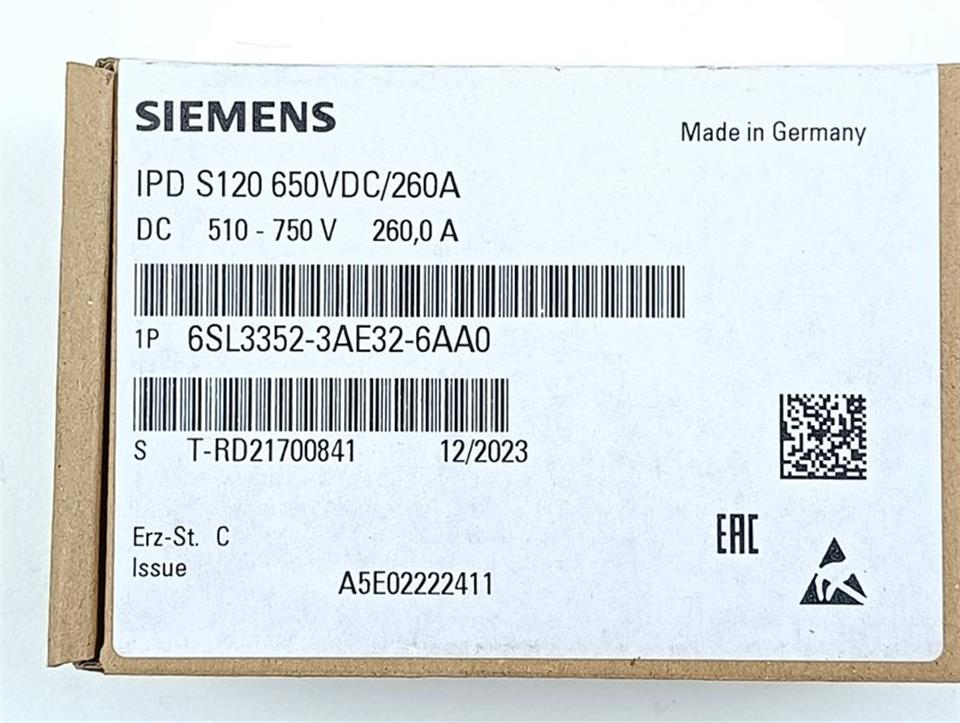 SIEMENS
Made in Germany
IPD S120 650VDC/260A
DC 510 - 750 V 260,0 A
1P 6SL3352-3AE32-6AA0
S T-RD21700841 12/2023
EAC
Erz-St. C
Issue
A5E02222411